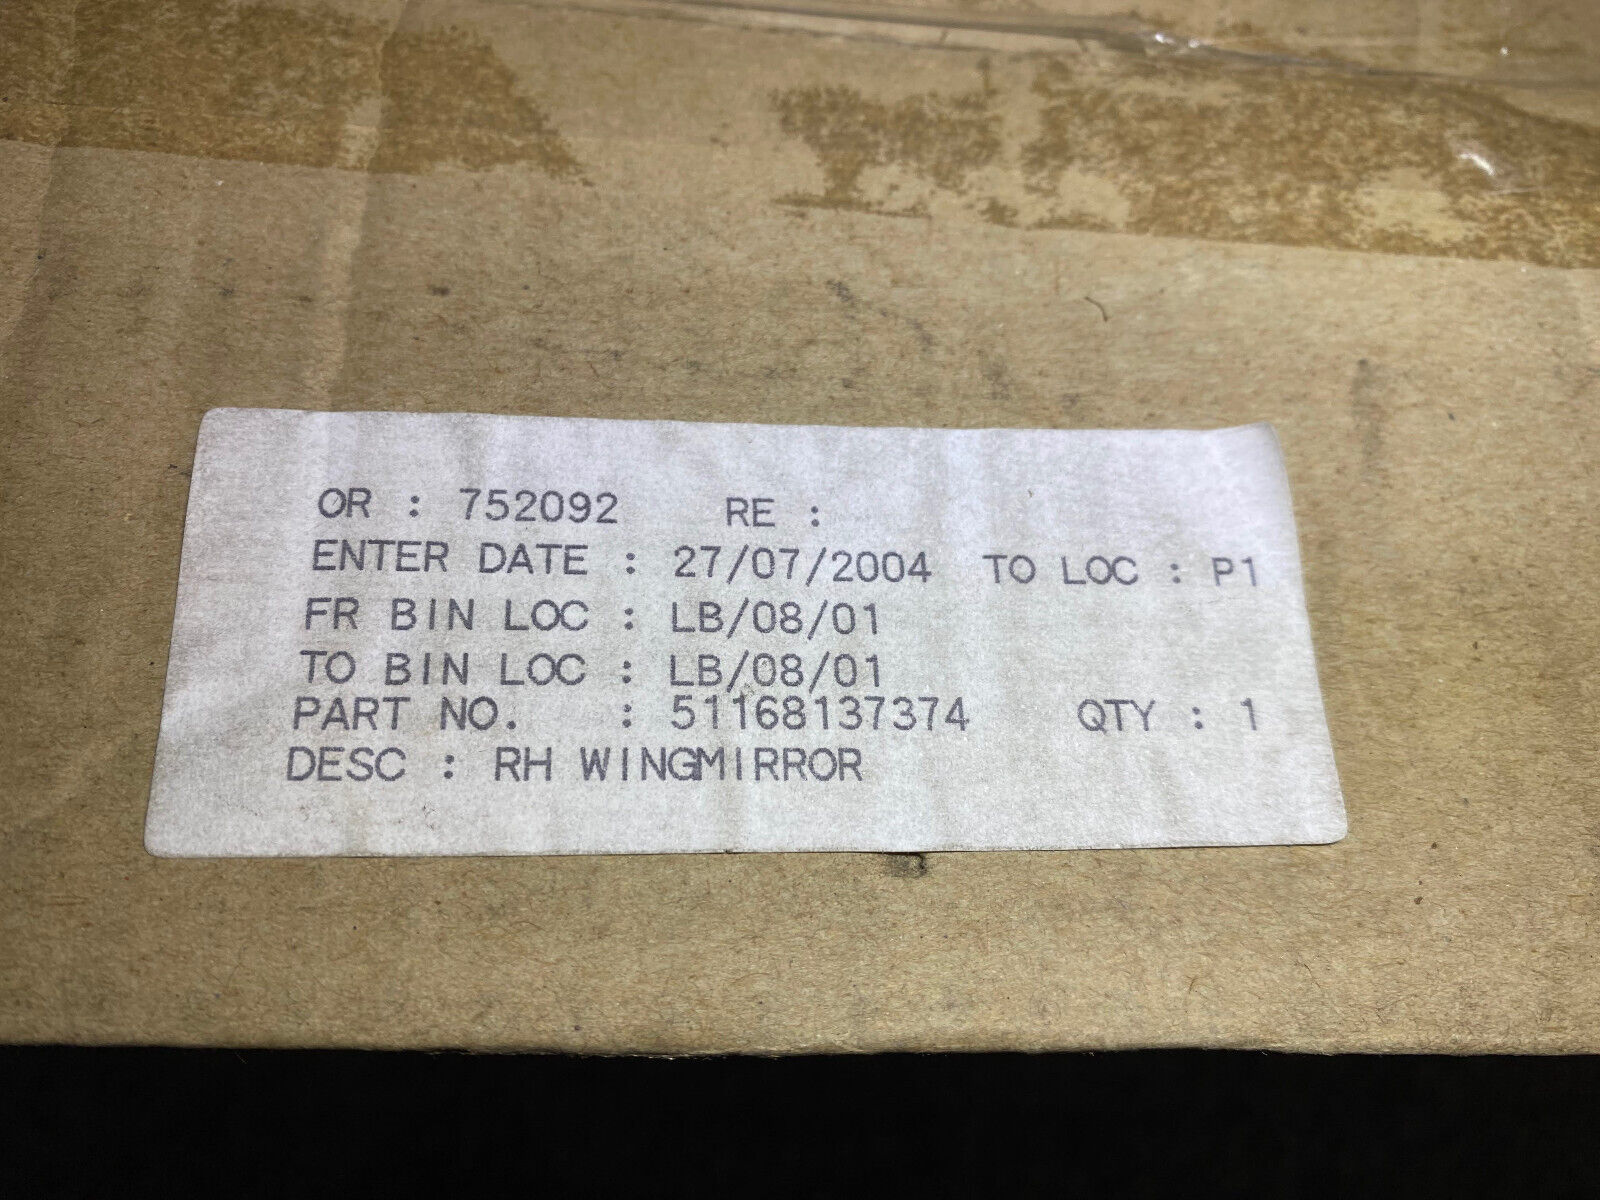 OR : 752092 RE :
ENTER DATE : 27/07/2004 TO LOC : P1
FR BIN LOC : LB/08/01
TO BIN LOC : LB/08/01
PART NO. : 51168137374 QTY : 1
DESC : RH WINGMIRROR